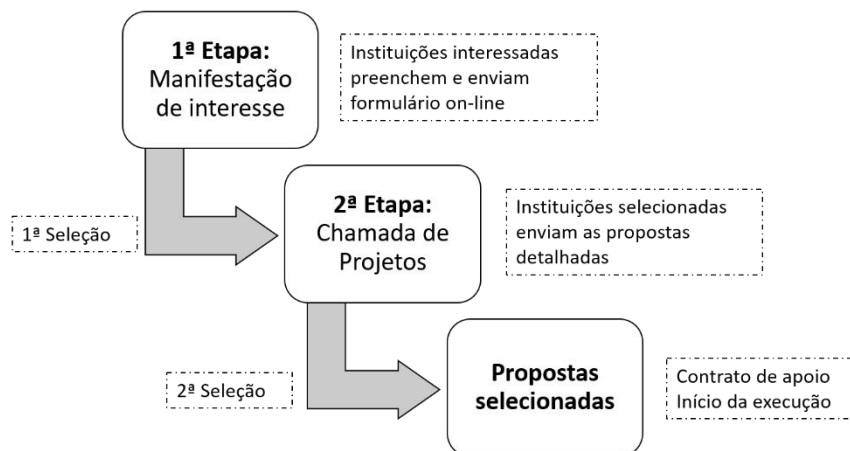 1ª Etapa:
Manifestação
de interesse
Instituições interessadas
preenchem e enviam
formulário on-line
1ª Seleção
2ª Etapa:
Chamada de
Projetos
Instituições selecionadas
enviam as propostas
detalhadas
2ª Seleção
Propostas
selecionadas
Contrato de apoio
Início da execução